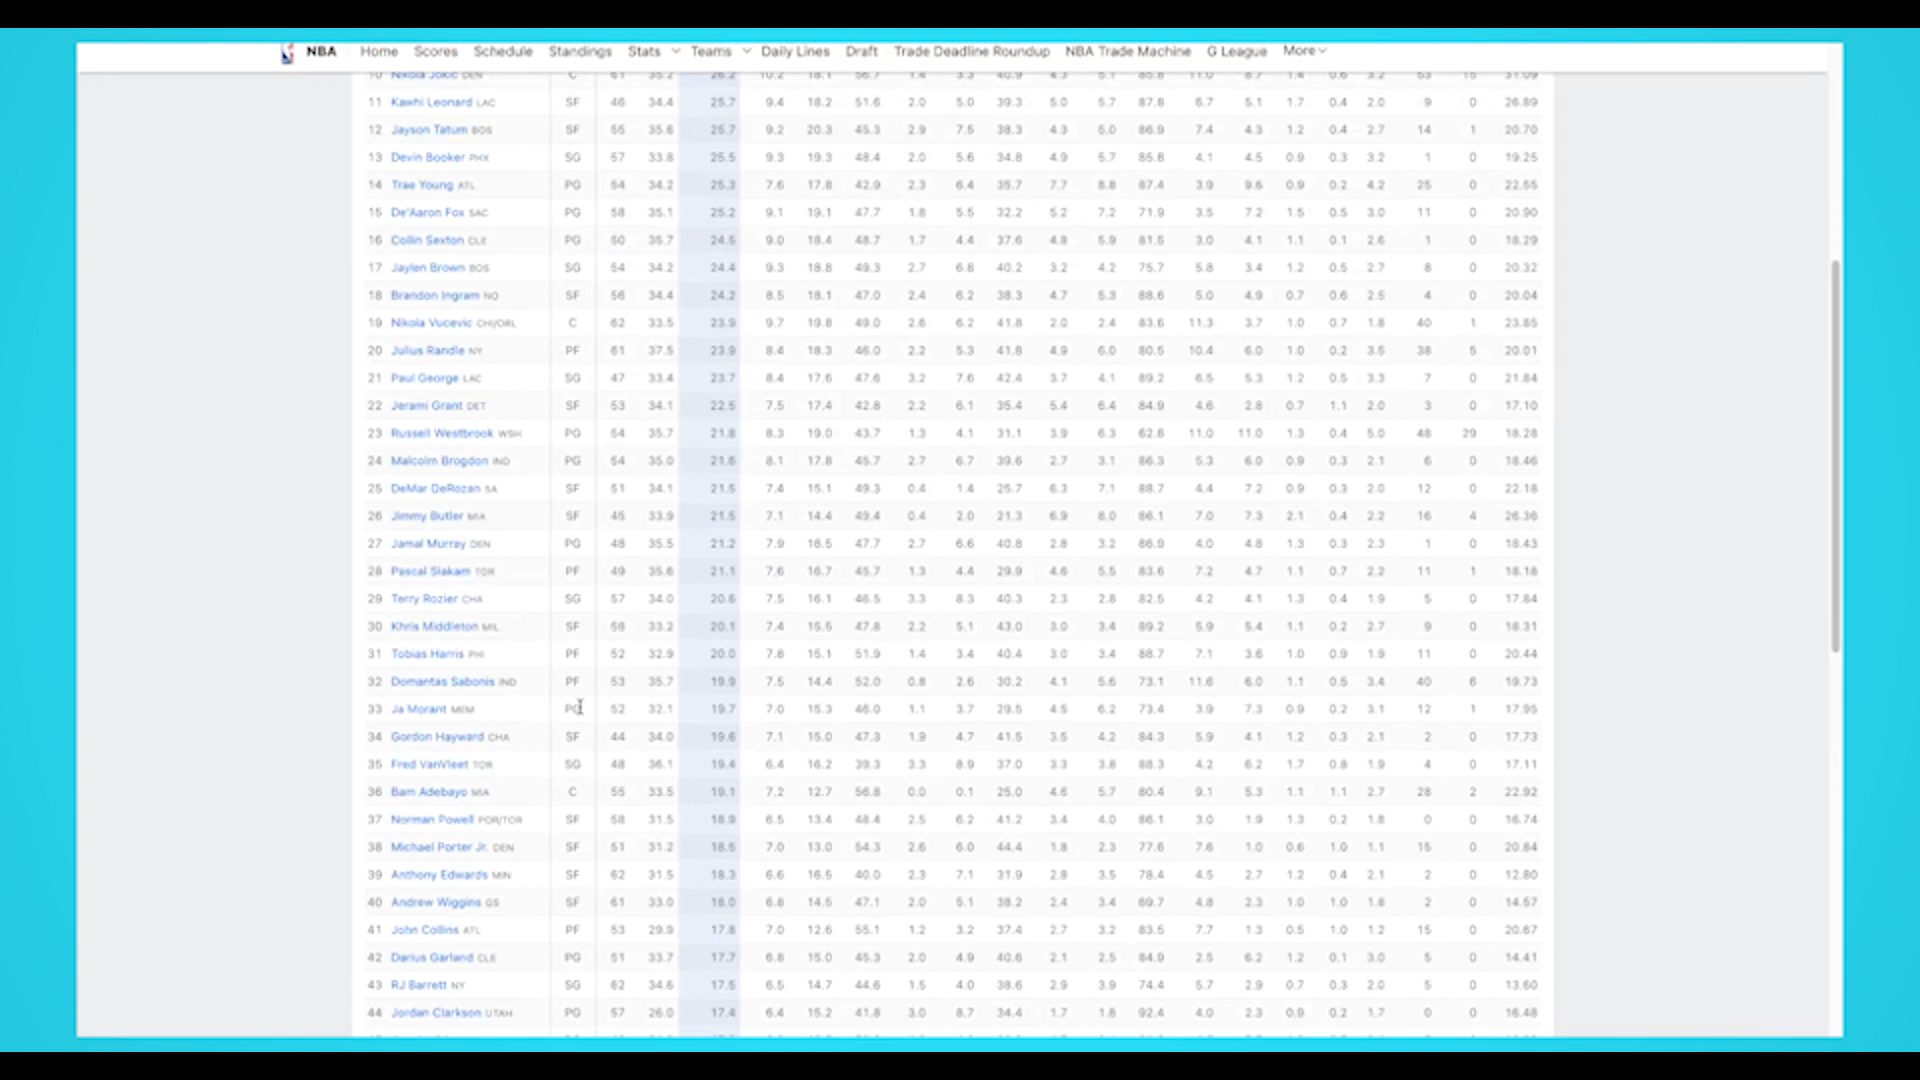 NBA Home Scores Schedule Standings Stats Teams Daily Lines Draft Trade Deadline Roundup NBA Trade Machine G League More
10 Nikola Jokic DEN C 61 35.2 26.2 10.2 18.1 56.7 1.4 3.3 40.9 4.3 5.1 85.8 11.0 8.7 1.4 0.6 3.2 53 15 31.09
11 Kawhi Leonard LAC SF 46 34.4 25.7 9.4 18.2 51.6 2.0 5.0 39.3 5.0 5.7 87.8 6.7 5.1 1.7 0.4 2.0 9 0 26.89
12 Jayson Tatum BOS SF 55 35.6 25.7 9.2 20.3 45.3 2.9 7.5 38.3 4.3 5.0 86.9 7.4 4.3 1.2 0.4 2.7 14 1 20.70
13 Devin Booker PHX SG 57 33.8 25.5 9.3 19.3 48.4 2.0 5.6 34.8 4.9 5.7 85.8 4.1 4.5 0.9 0.3 3.2 1 0 19.25
14 Trae Young ATL PG 54 34.2 25.3 7.6 17.8 42.9 2.3 6.4 35.7 7.7 8.8 87.4 3.9 9.6 0.9 0.2 4.2 25 0 22.55
15 De'Aaron Fox SAC PG 58 35.1 25.2 9.1 19.1 47.7 1.8 5.5 32.2 5.2 7.2 71.9 3.5 7.2 1.5 0.5 3.0 11 0 20.90
16 Collin Sexton CLE PG 50 35.7 24.5 9.0 18.4 48.7 1.7 4.4 37.6 4.8 5.9 81.5 3.0 4.1 1.1 0.1 2.6 1 0 18.29
17 Jaylen Brown BOS SG 54 34.2 24.4 9.3 18.8 49.3 2.7 6.8 40.2 3.2 4.2 75.7 5.8 3.4 1.2 0.5 2.7 8 0 20.32
18 Brandon Ingram NO SF 56 34.4 24.2 8.5 18.1 47.0 2.4 6.2 38.3 4.7 5.3 88.6 5.0 4.9 0.7 0.6 2.5 4 0 20.04
19 Nikola Vucevic CHI/ORL C 62 33.5 23.9 9.7 19.8 49.0 2.6 6.2 41.8 2.0 2.4 83.6 11.3 3.7 1.0 0.7 1.8 40 1 23.85
20 Julius Randle NY PF 61 37.5 23.9 8.4 18.3 46.0 2.2 5.3 41.8 4.9 6.0 80.5 10.4 6.0 1.0 0.2 3.5 38 5 20.01
21 Paul George LAC SG 47 33.4 23.7 8.4 17.6 47.6 3.2 7.6 42.4 3.7 4.1 89.2 6.5 5.3 1.2 0.5 3.3 7 0 21.84
22 Jerami Grant DET SF 53 34.1 22.5 7.5 17.4 42.8 2.2 6.1 35.4 5.4 6.4 84.9 4.6 2.8 0.7 1.1 2.0 3 0 17.10
23 Russell Westbrook WSH PG 54 35.7 21.8 8.3 19.0 43.7 1.3 4.1 31.1 3.9 6.3 62.8 11.0 11.0 1.3 0.4 5.0 48 29 18.28
24 Malcolm Brogdon IND PG 54 35.0 21.6 8.1 17.8 45.7 2.7 6.7 39.6 2.7 3.1 86.3 5.3 6.0 0.9 0.3 2.1 6 0 18.46
25 DeMar DeRozan SA SF 51 34.1 21.5 7.4 15.1 49.3 0.4 1.4 25.7 6.3 7.1 88.7 4.4 7.2 0.9 0.3 2.0 12 0 22.18
26 Jimmy Butler MIA SF 45 33.9 21.5 7.1 14.4 49.4 0.4 2.0 21.3 6.9 8.0 86.1 7.0 7.3 2.1 0.4 2.2 16 4 26.36
27 Jamal Murray DEN PG 48 35.5 21.2 7.9 16.5 47.7 2.7 6.6 40.8 2.8 3.2 86.9 4.0 4.8 1.3 0.3 2.3 1 0 18.43
28 Pascal Siakam TOR PF 49 35.6 21.1 7.6 16.7 45.7 1.3 4.4 29.9 4.6 5.5 83.6 7.2 4.7 1.1 0.7 2.2 11 1 18.18
29 Terry Rozier CHA SG 57 34.0 20.6 7.5 16.1 46.5 3.3 8.3 40.3 2.3 2.8 82.5 4.2 4.1 1.3 0.4 1.9 5 0 17.84
30 Khris Middleton MIL SF 58 33.2 20.1 7.4 15.5 47.8 2.2 5.1 43.0 3.0 3.4 89.2 5.9 5.4 1.1 0.2 2.7 9 0 18.31
31 Tobias Harris PHI PF 52 32.9 20.0 7.8 15.1 51.9 1.4 3.4 40.4 3.0 3.4 88.7 7.1 3.6 1.0 0.9 1.9 11 0 20.44
32 Domantas Sabonis IND PF 53 35.7 19.9 7.5 14.4 52.0 0.8 2.6 30.2 4.1 5.6 73.1 11.6 6.0 1.1 0.5 3.4 40 6 19.73
33 Ja Morant MEM PG 52 32.1 19.7 7.0 15.3 46.0 1.1 3.7 29.5 4.5 6.2 73.4 3.9 7.3 0.9 0.2 3.1 12 1 17.95
34 Gordon Hayward CHA SF 44 34.0 19.6 7.1 15.0 47.3 1.9 4.7 41.5 3.5 4.2 84.3 5.9 4.1 1.2 0.3 2.1 2 0 17.73
35 Fred VanVleet TOR SG 48 36.1 19.4 6.4 16.2 39.3 3.3 8.9 37.0 3.3 3.8 88.3 4.2 6.2 1.7 0.8 1.9 4 0 17.11
36 Bam Adebayo MIA C 55 33.5 19.1 7.2 12.7 56.8 0.0 0.1 25.0 4.6 5.7 80.4 9.1 5.3 1.1 1.1 2.7 28 2 22.92
37 Norman Powell POR/TOR SF 58 31.5 18.9 6.5 13.4 48.4 2.5 6.2 41.2 3.4 4.0 86.1 3.0 1.9 1.3 0.2 1.8 0 0 16.74
38 Michael Porter Jr. DEN SF 51 31.2 18.5 7.0 13.0 54.3 2.6 6.0 44.4 1.8 2.3 77.6 7.6 1.0 0.6 1.0 1.1 15 0 20.84
39 Anthony Edwards MIN SF 62 31.5 18.3 6.6 16.5 40.0 2.3 7.1 31.9 2.8 3.5 78.4 4.5 2.7 1.2 0.4 2.1 2 0 12.80
40 Andrew Wiggins GS SF 61 33.0 18.0 6.8 14.5 47.1 2.0 5.1 38.2 2.4 3.4 69.7 4.8 2.3 1.0 1.0 1.8 2 0 14.57
41 John Collins ATL PF 53 29.9 17.8 7.0 12.6 55.1 1.2 3.2 37.4 2.7 3.2 83.5 7.7 1.3 0.5 1.0 1.2 15 0 20.67
42 Darius Garland CLE PG 51 33.7 17.7 6.8 15.0 45.3 2.0 4.9 40.6 2.1 2.5 84.9 2.5 6.2 1.2 0.1 3.0 5 0 14.41
43 RJ Barrett NY SG 62 34.6 17.5 6.5 14.7 44.6 1.5 4.0 38.6 2.9 3.9 74.4 5.7 2.9 0.7 0.3 2.0 5 0 13.60
44 Jordan Clarkson UTAH PG 57 26.0 17.4 6.4 15.2 41.8 3.0 8.7 34.4 1.7 1.8 92.4 4.0 2.3 0.9 0.2 1.7 0 0 16.48